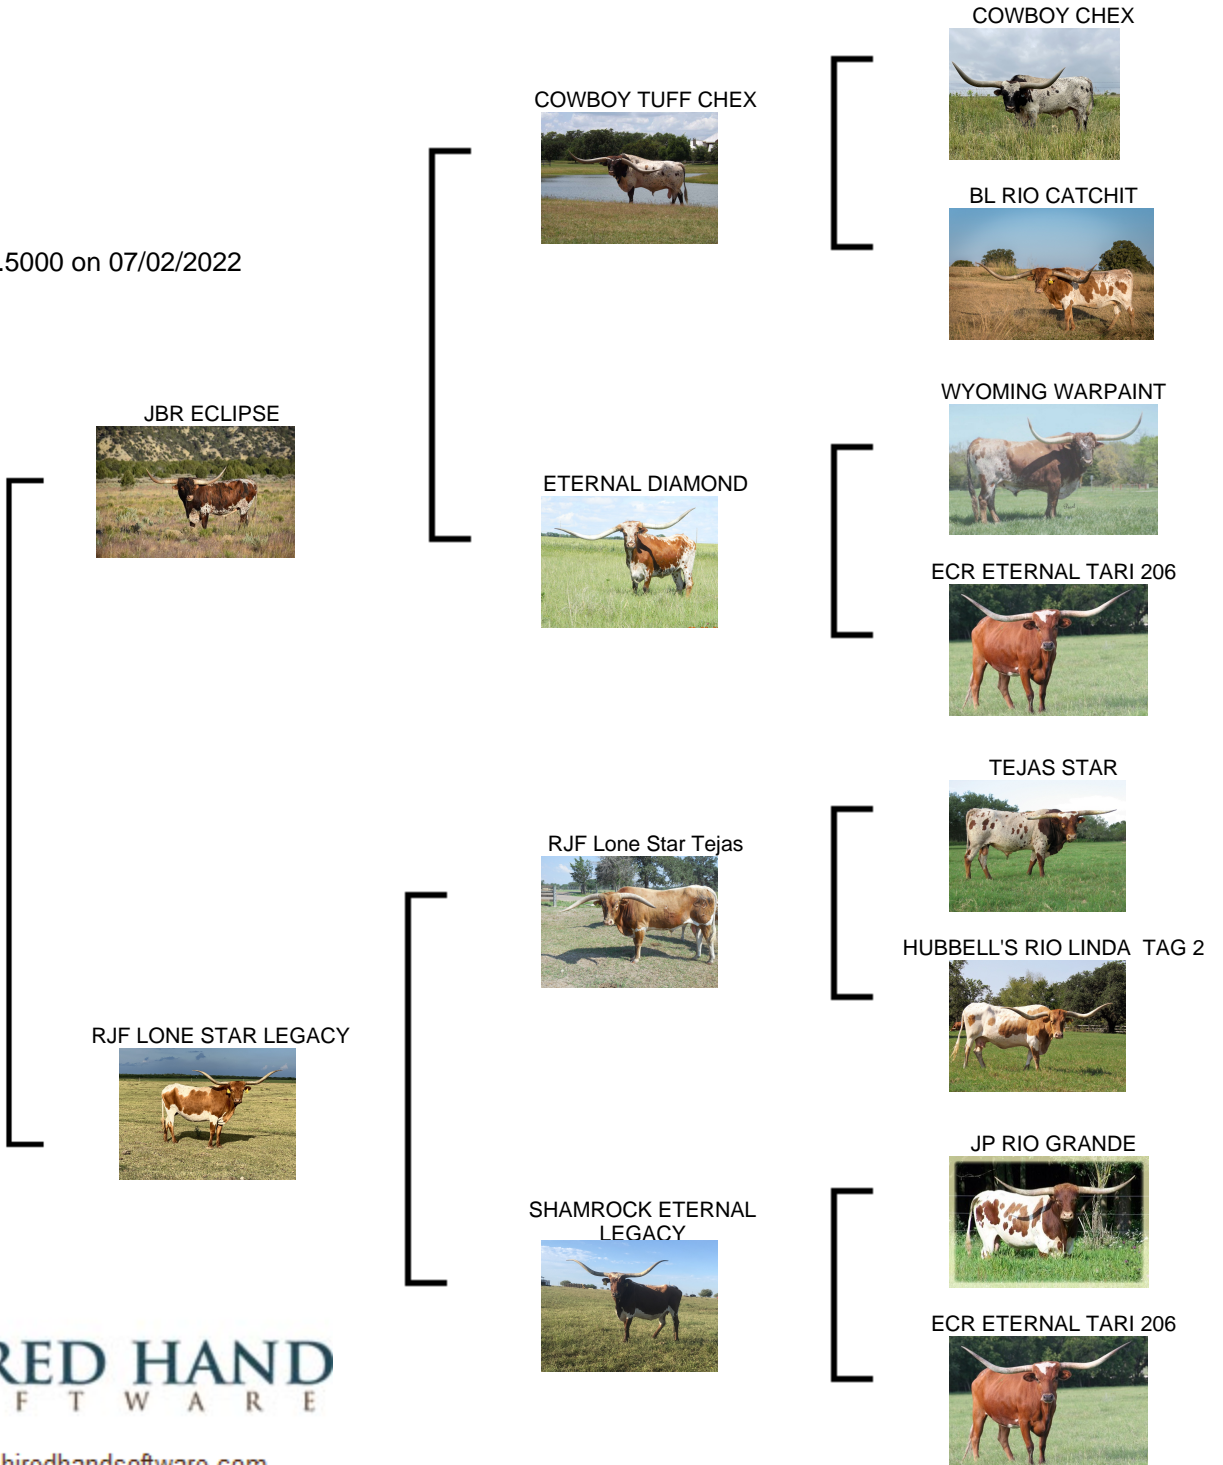 COWBOY CHEX
COWBOY TUFF CHEX
BL RIO CATCHIT
.5000 on 07/02/2022
WYOMING WARPAINT
JBR ECLIPSE
ETERNAL DIAMOND
ECR ETERNAL TARI 206
TEJAS STAR
RJF Lone Star Tejas
HUBBELL'S RIO LINDA TAG 2
RJF LONE STAR LEGACY
JP RIO GRANDE
SHAMROCK ETERNAL
LEGACY
ECR ETERNAL TARI 206
RED HAND
F T W A R E
hiredhandsoftware.com